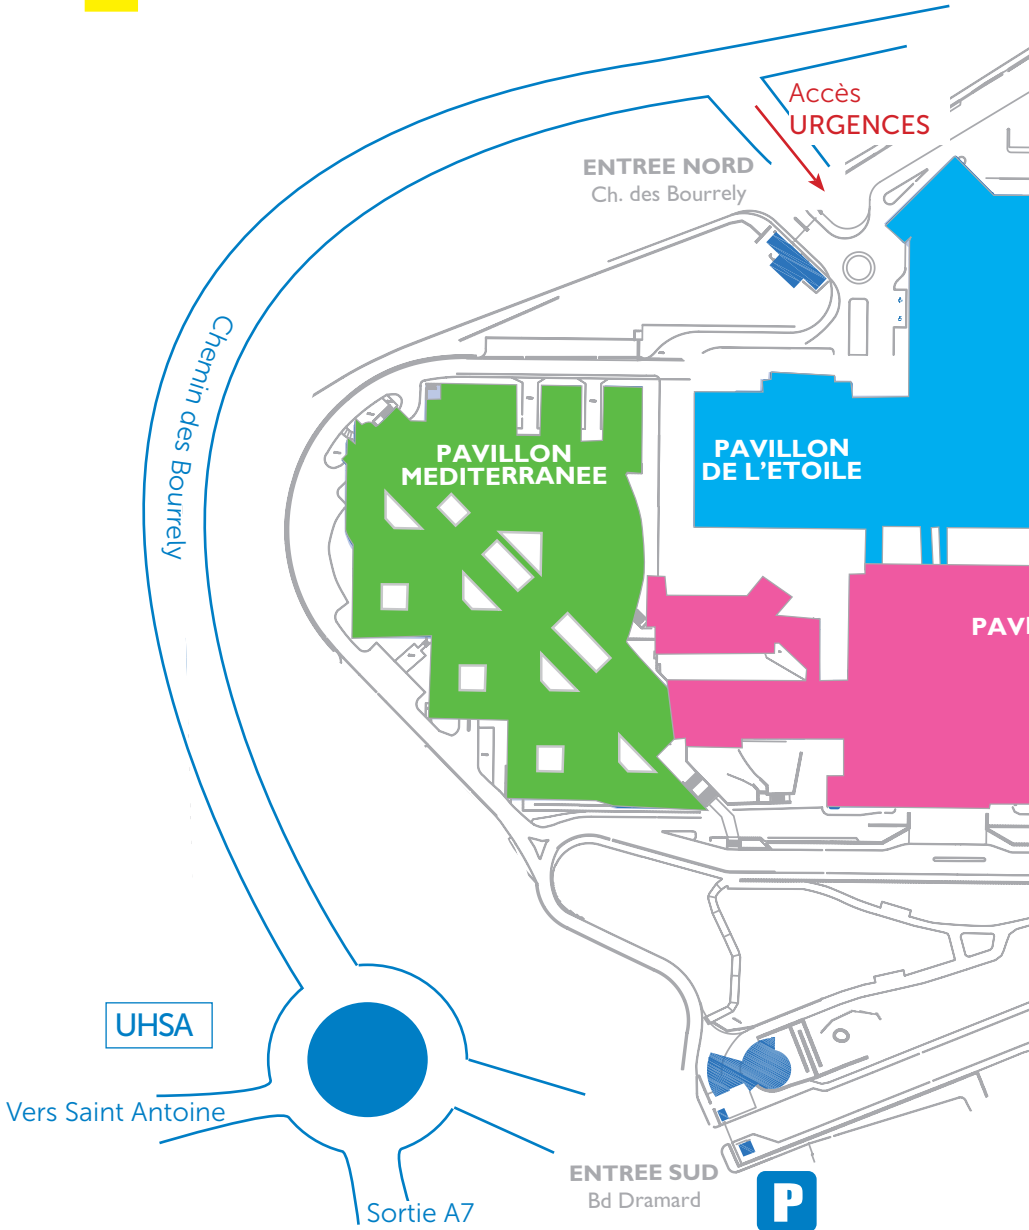 Accès
URGENCES
ENTREE NORD
Ch. des Bourrely
Chemin des Bourrely
PAVILLON
MEDITERRANEE
PAVILLON
DE L'ETOILE
PAVI
UHSA
Vers Saint Antoine
Sortie A7
ENTREE SUD
Bd Dramard
P